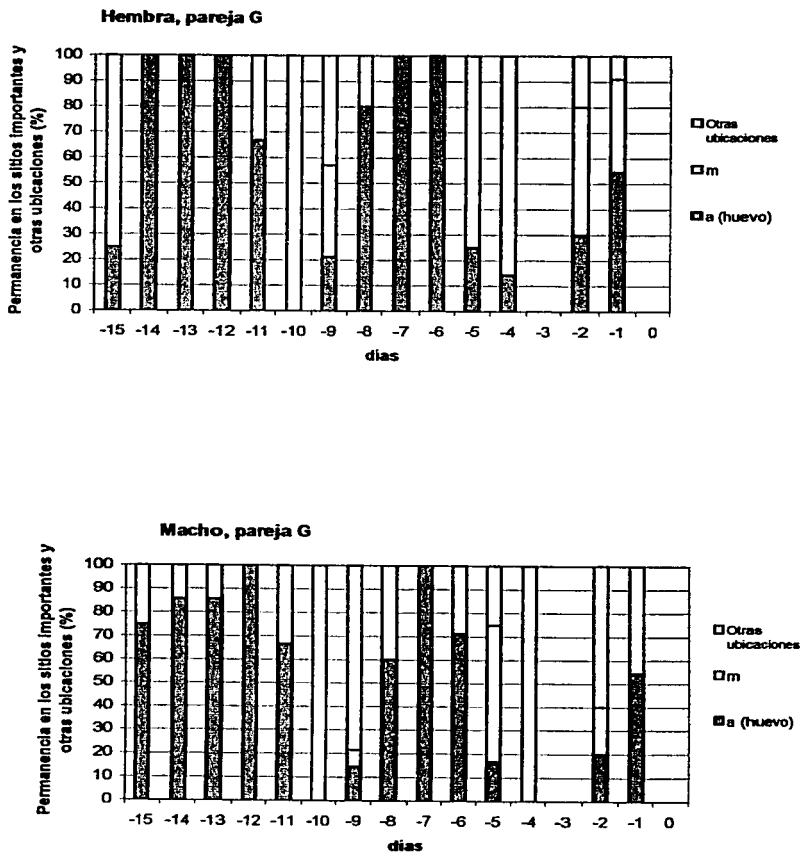 Hembra, pareja G
Permanencia en los sitios importantes y
otras ubicaciones (%)
100
90
80
70
60
50
40
30
20
10
0
-15 -14 -13 -12 -11 -10 -9 -8 -7 -6 -5 -4 -3 -2 -1 0
días
Otras
ubicaciones
m
a (huevo)
Macho, pareja G
Permanencia en los sitios importantes y
otras ubicaciones (%)
100
90
80
70
60
50
40
30
20
10
0
-15 -14 -13 -12 -11 -10 -9 -8 -7 -6 -5 -4 -3 -2 -1 0
días
Otras
ubicaciones
m
a (huevo)